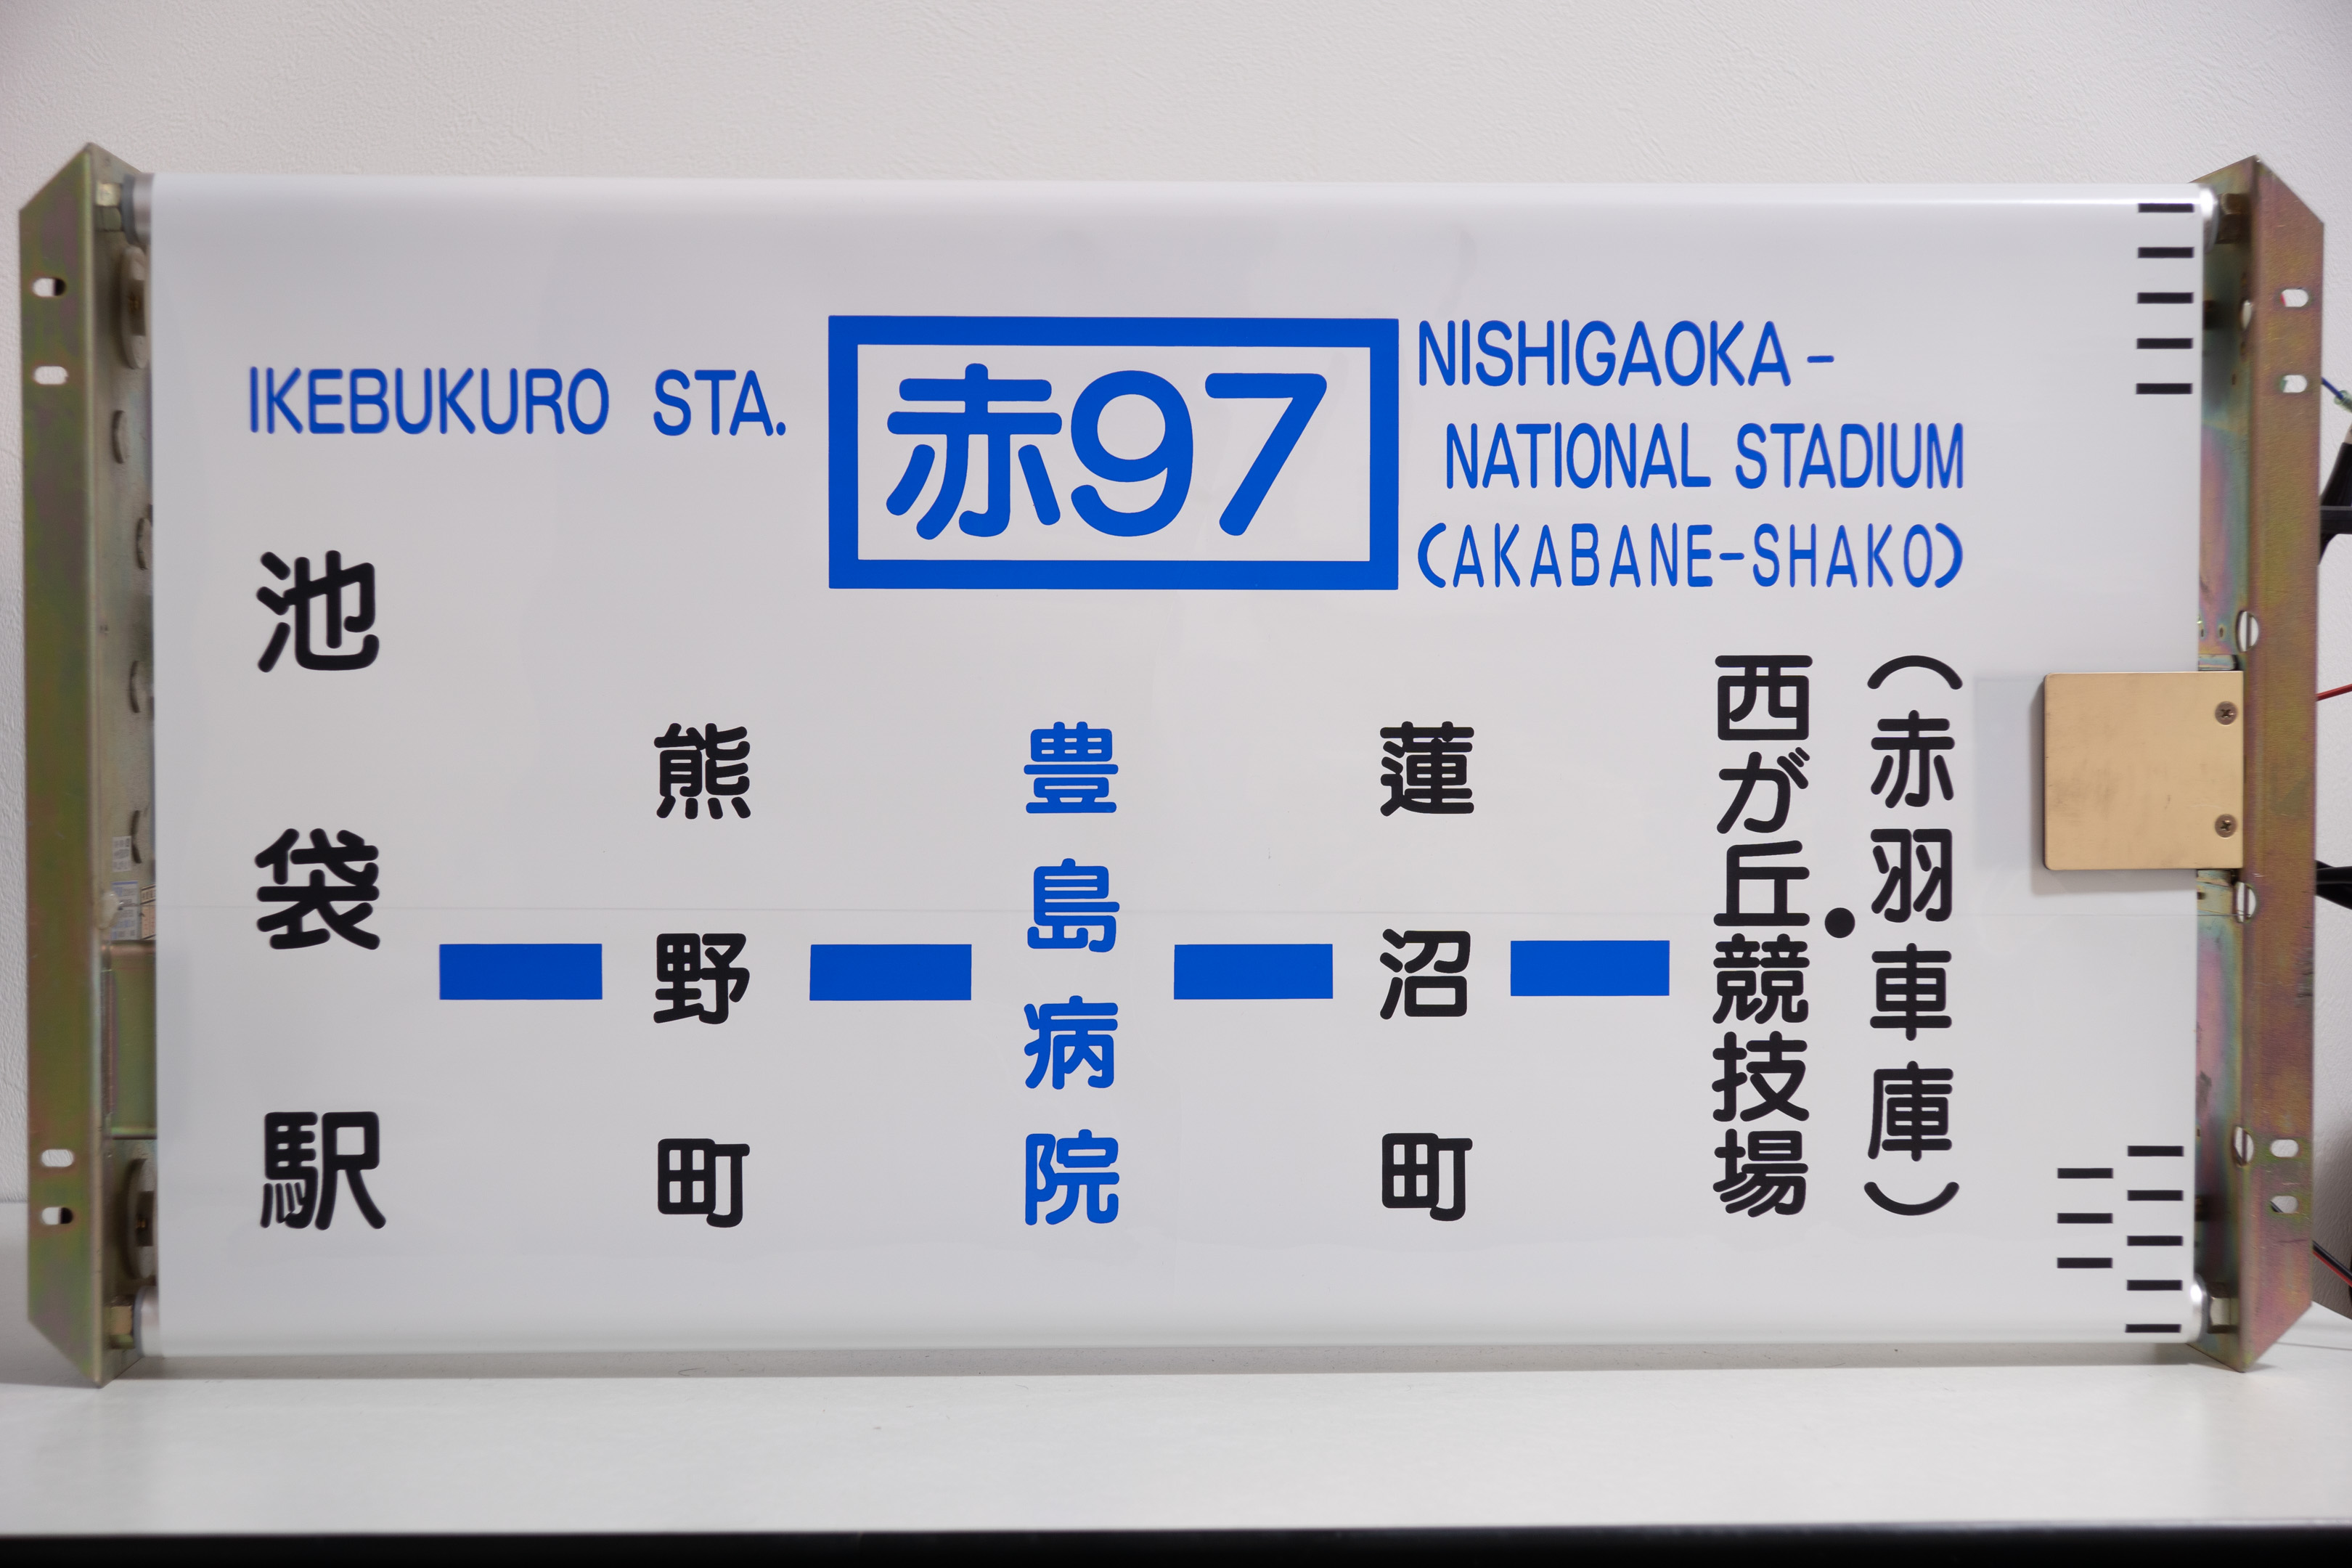 IKEBUKURO STA.
赤97
NISHIGAOKA-
NATIONAL STADIUM
(AKABANE-SHAKO)
池袋駅
熊野町
豊島病院
蓮沼町
西が丘競技場
・
(赤羽車庫)